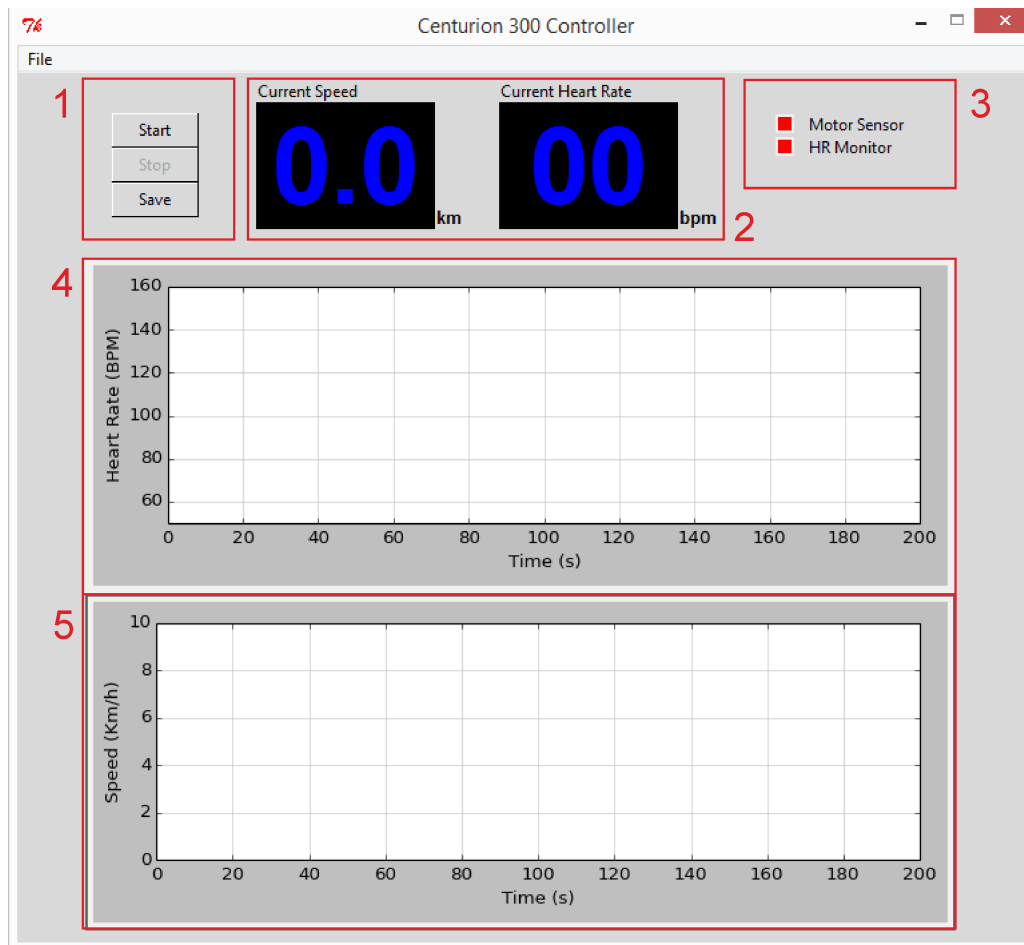 Tk Centurion 300 Controller
File
1
Start
Stop
Save
Current Speed
0.0
km
Current Heart Rate
00
bpm
2
Motor Sensor
HR Monitor
3
4
Heart Rate (BPM)
160
140
120
100
80
60
0 20 40 60 80 100 120 140 160 180 200
Time (s)
5
Speed (Km/h)
10
8
6
4
2
0
0 20 40 60 80 100 120 140 160 180 200
Time (s)